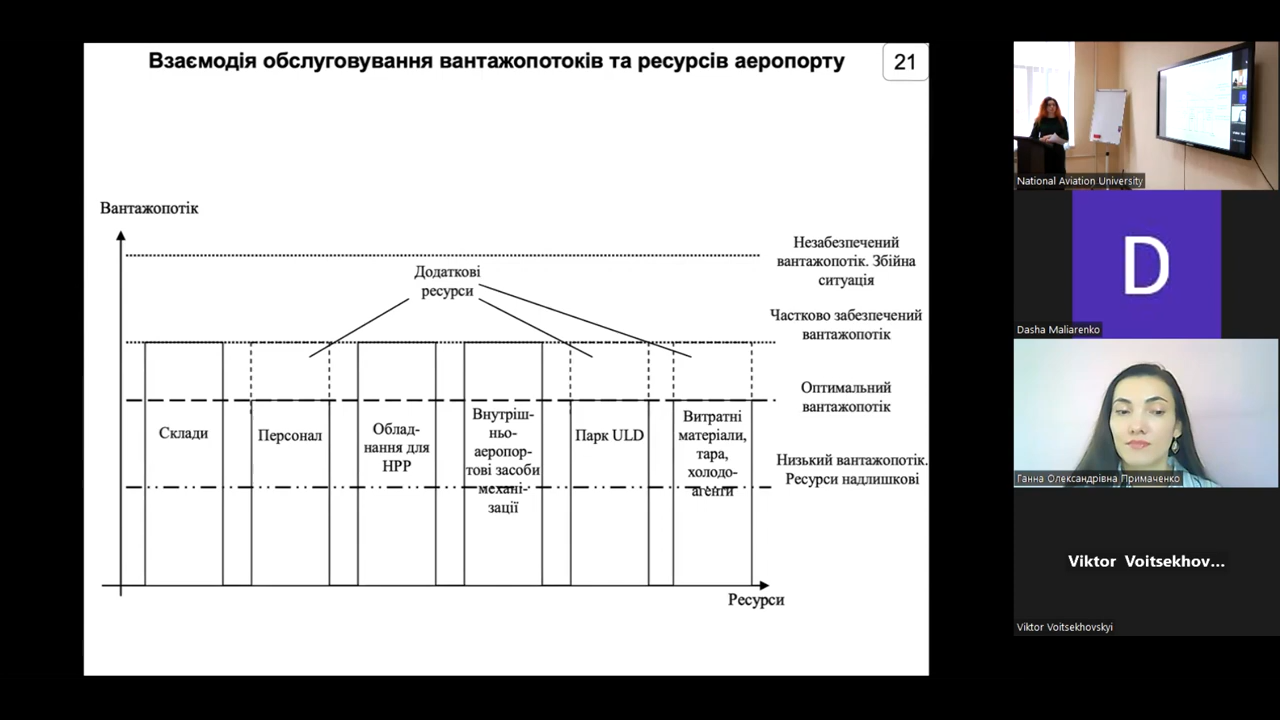 Взаємодія обслуговування вантажопотоків та ресурсів аеропорту
21
Вантажопотік
Незабезпечений
вантажопотік. Збійна
ситуація
Додаткові
ресурси
Частково забезпечений
вантажопотік
Оптимальний
вантажопотік
Низький вантажопотік.
Ресурси надлишкові
Склади
Персонал
Облад-
нання для
НРР
Внутріш-
ньо-
аеропор-
тові засоби
механі-
зації
Парк ULD
Витратні
матеріали,
тара,
холодо-
агенти
Ресурси
National Aviation University
D
Dasha Maliarenko
Ганна Олександрівна Примаченко
Viktor Voitsekhov...
Viktor Voitsekhovskyi